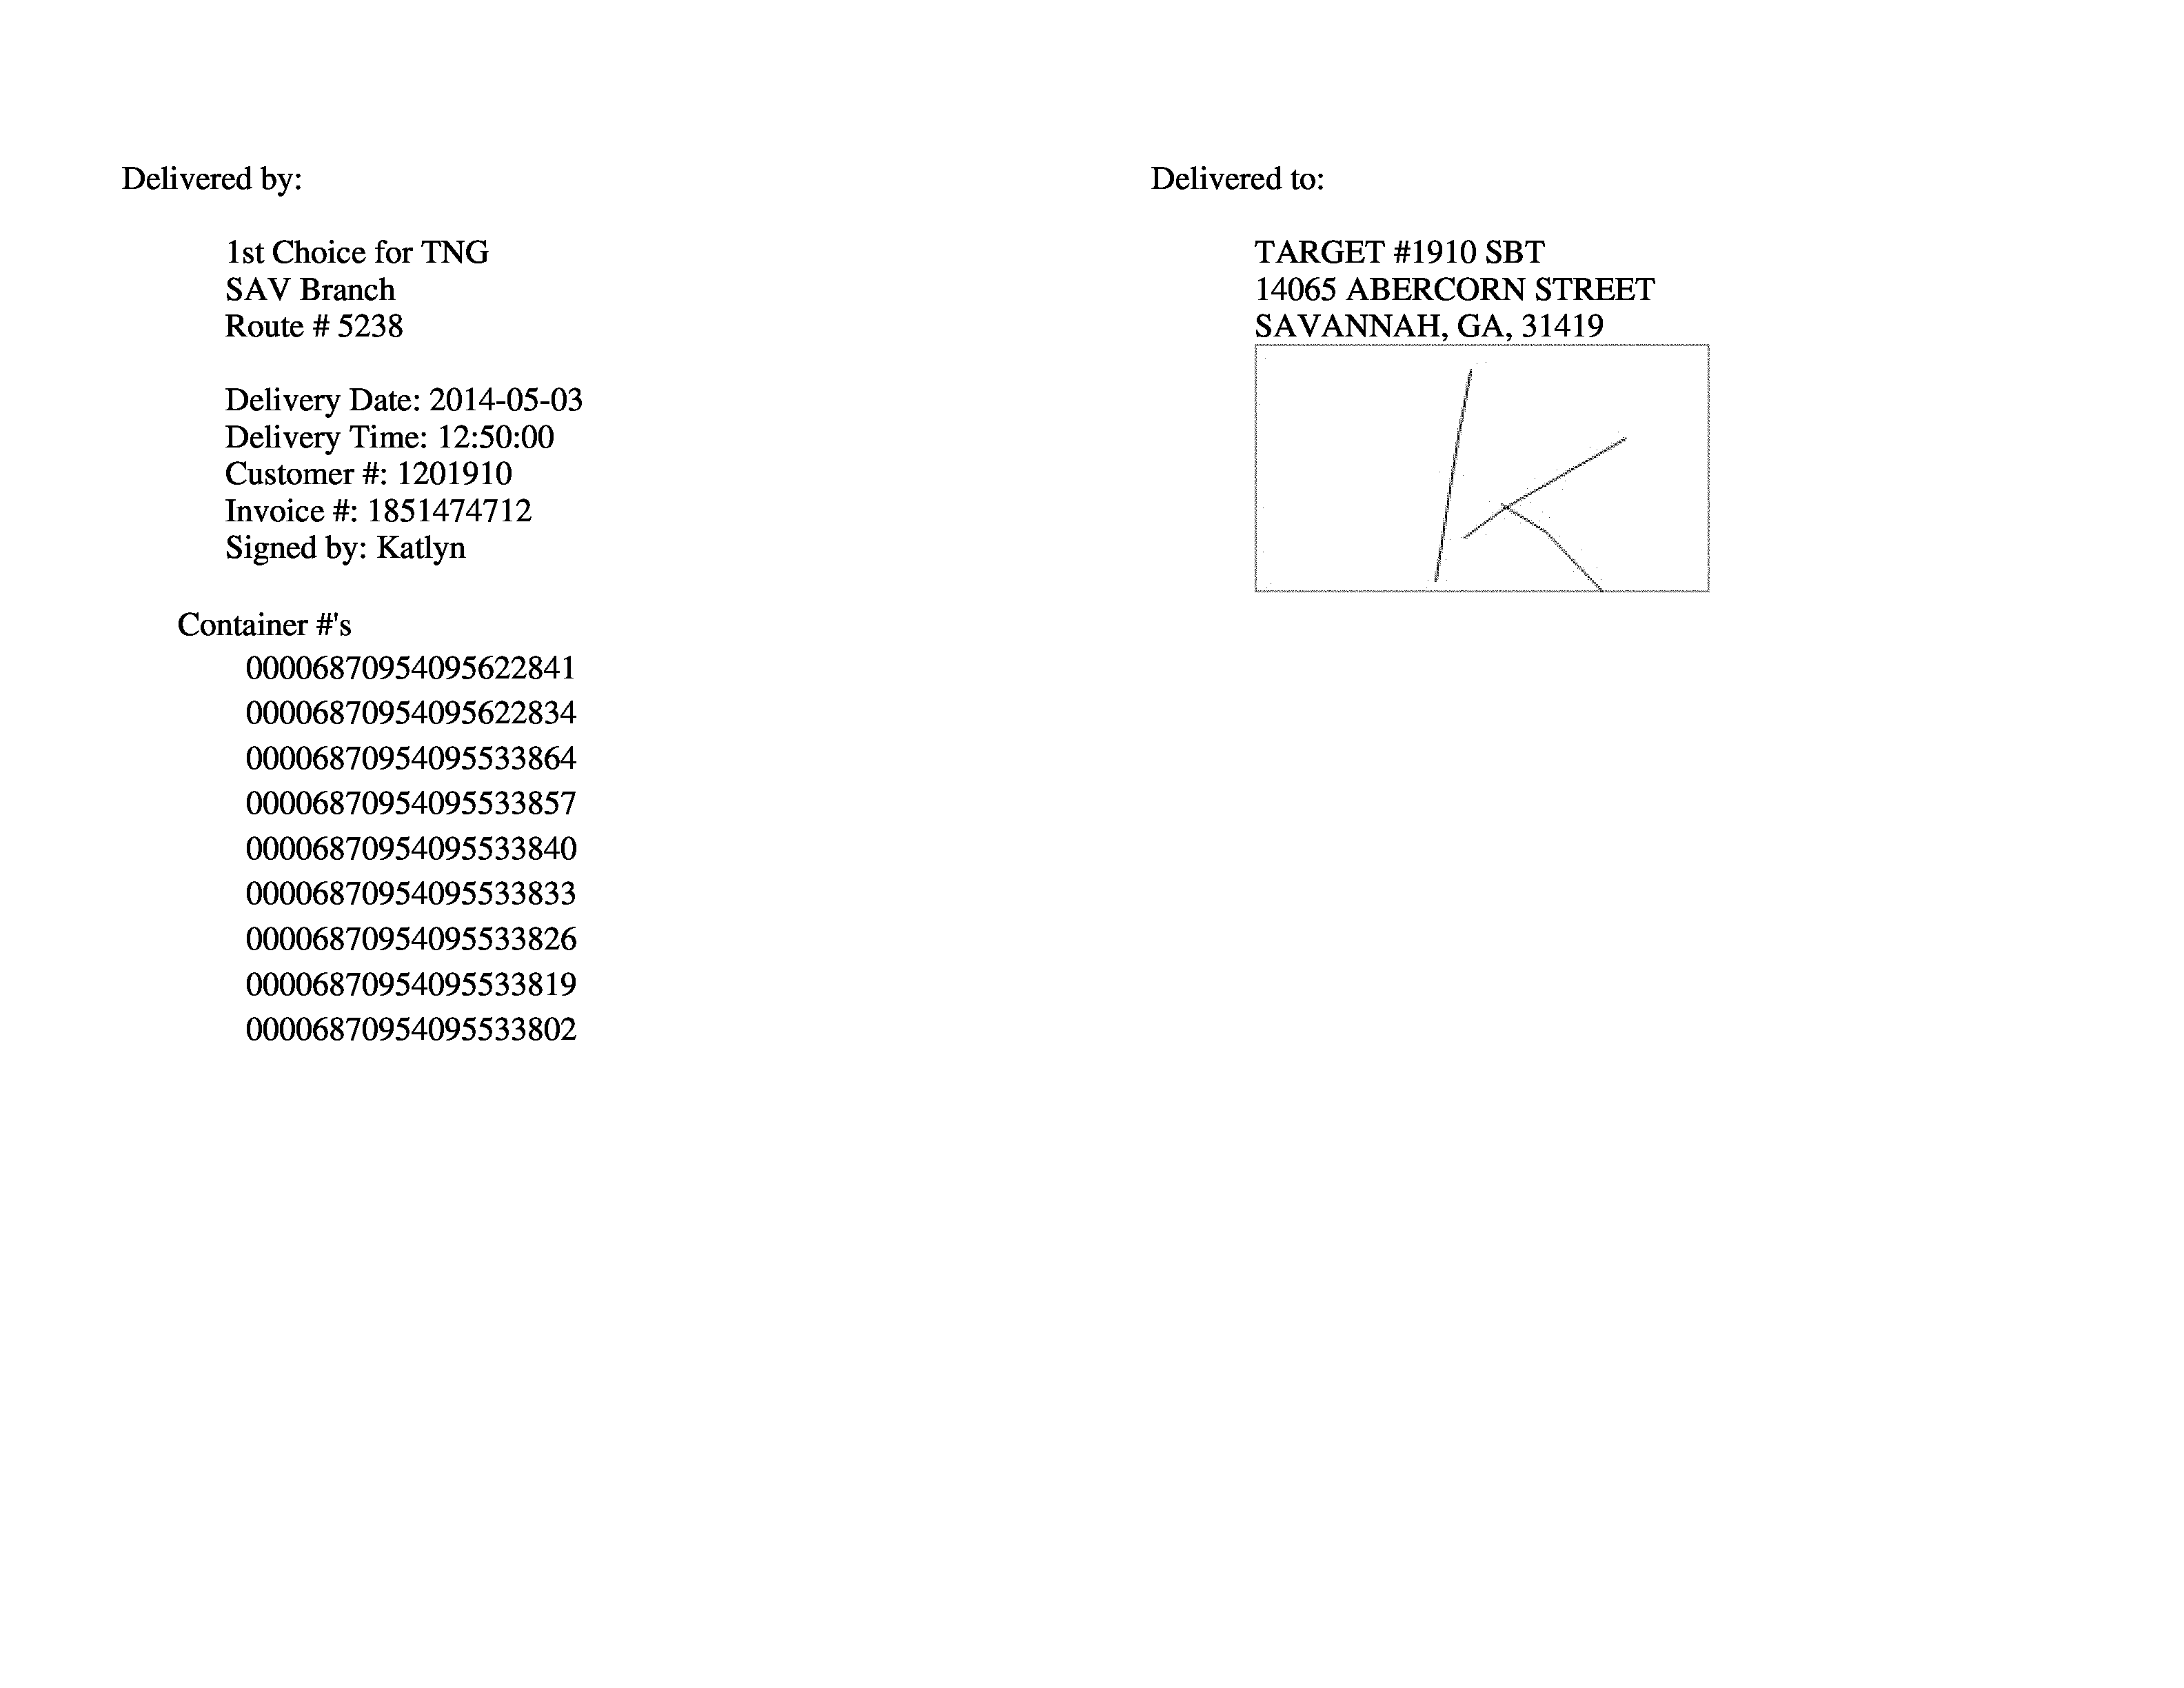 Delivered by:
1st Choice for TNG
SAV Branch
Route # 5238
Delivery Date: 2014-05-03
Delivery Time: 12:50:00
Customer #: 1201910
Invoice #: 1851474712
Signed by: Katlyn
Container #'s
00006870954095622841
00006870954095622834
00006870954095533864
00006870954095533857
00006870954095533840
00006870954095533833
00006870954095533826
00006870954095533819
00006870954095533802
Delivered to:
TARGET #1910 SBT
14065 ABERCORN STREET
SAVANNAH, GA, 31419
K